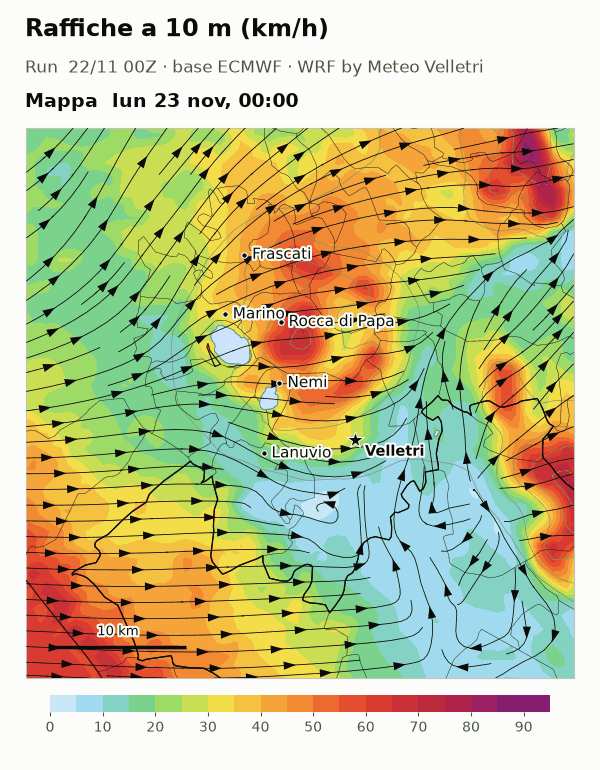 Raffiche a 10 m (km/h)
Run  22/11 00Z · base ECMWF · WRF by Meteo Velletri
Mappa  lun 23 nov, 00:00
Frascati
Marino
Rocca di Papa
Nemi
Lanuvio
Velletri
10 km
0 10 20 30 40 50 60 70 80 90